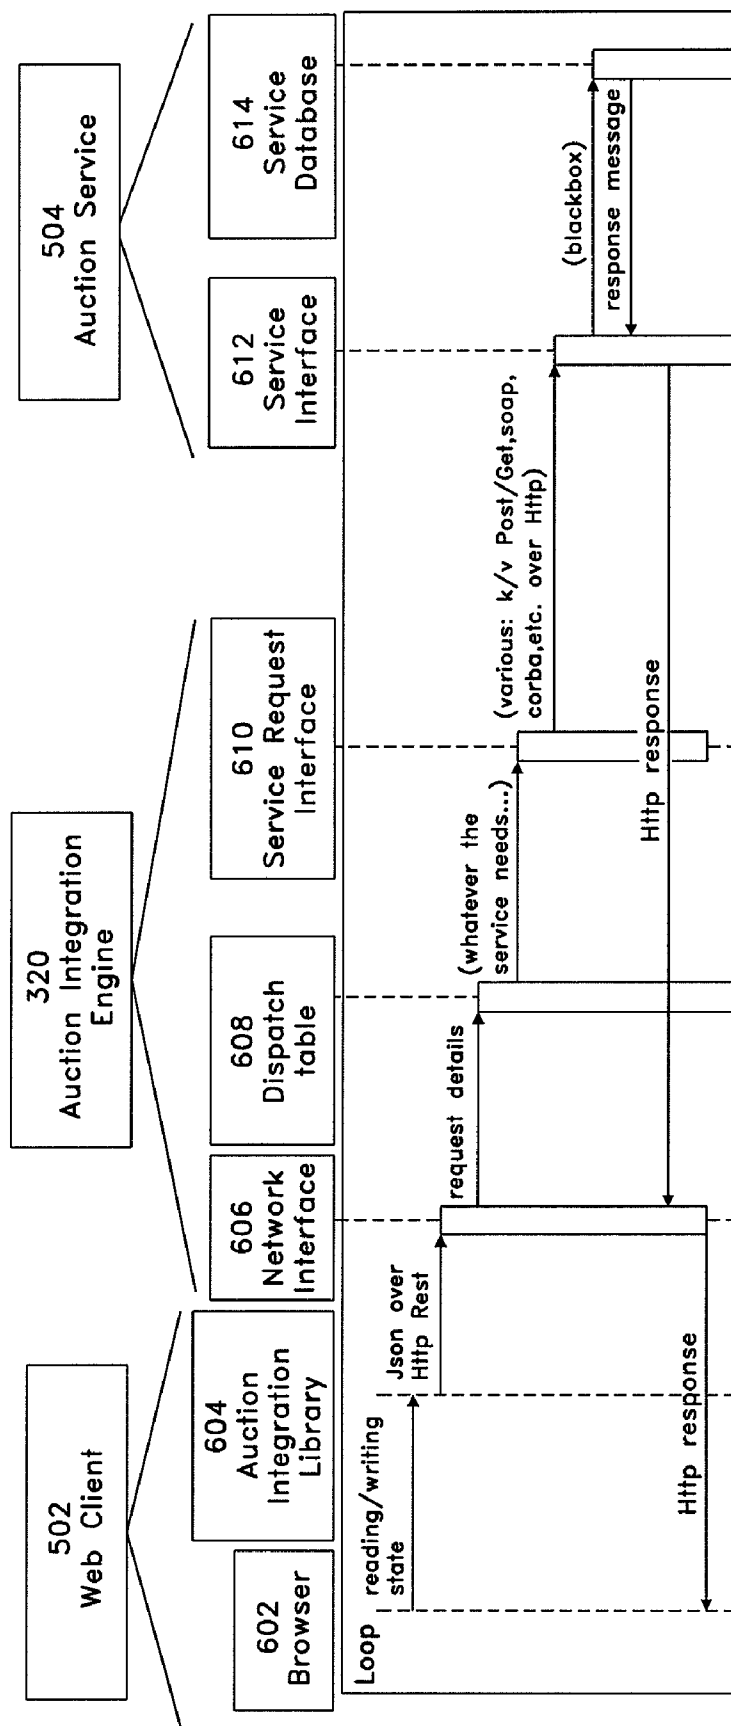 502
Web Client
320
Auction Integration
Engine
504
Auction Service
602
Browser
604
Auction
Integration
Library
606
Network
Interface
608
Dispatch
table
610
Service Request
Interface
612
Service
Interface
614
Service
Database
Loop
reading/writing
state
Json over
Http Rest
request details
(whatever the
service needs...)
(various: k/v Post/Get,soap,
corba,etc. over Http)
(blackbox)
response message
Http response
Http response